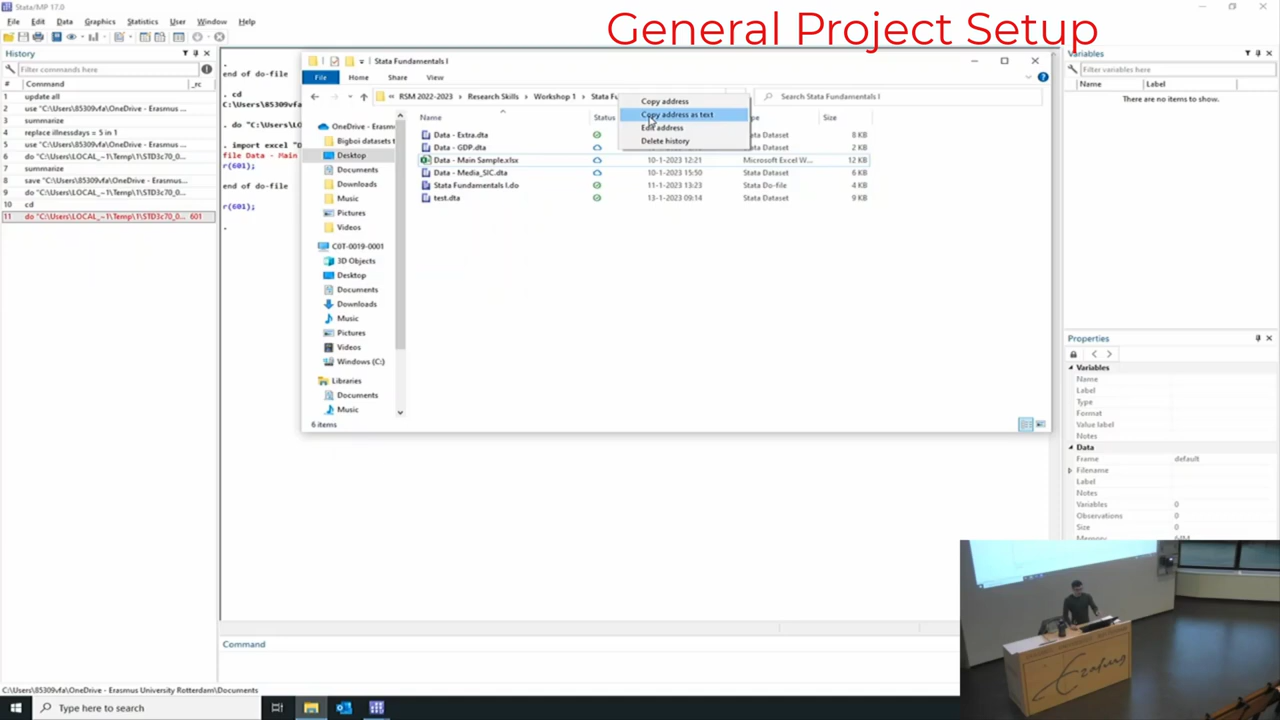 Stata/MP 17.0
General Project Setup
File Edit Data Graphics Statistics User Window Help
History
Filter commands here
# Command _rc
1 update all
2 use "C:\Users\85309vfa\OneDrive - Erasmus ...
3 summarize
4 replace illnessdays = 5 in 1
5 use "C:\Users\85309vfa\OneDrive - Erasmus ...
6 use "C:\Users\85309vfa\OneDrive - Erasmus ...
7 summarize
8 save "C:\Users\85309vfa\OneDrive - Erasmus...
9 do "C:\Users\LOCAL_~1\Temp\1\STD3c70_0...
10 cd
11 do "C:\Users\LOCAL_~1\Temp\1\STD3c70_0... 601
.
end of do-file
. cd
C:\Users\85309vfa
. do "C:\Users\LO
. import excel "D
file Data - Main
r(601);
end of do-file
r(601);
.
Stata Fundamentals I
File Home Share View
« RSM 2022-2023 › Research Skills › Workshop 1 › Stata Fu
Search Stata Fundamentals I
Copy address
Copy address as text
Edit address
Delete history
OneDrive - Erasm
Bigboi datasets t
Desktop
Documents
Downloads
Music
Pictures
Videos
C0T-0019-0001
3D Objects
Desktop
Documents
Downloads
Music
Pictures
Videos
Windows (C:)
Libraries
Documents
Music
Name Status ype Size
Data - Extra.dta tata Dataset 8 KB
Data - GDP.dta tata Dataset 2 KB
Data - Main Sample.xlsx 10-1-2023 12:21 Microsoft Excel W... 12 KB
Data - Media_SIC.dta 10-1-2023 15:50 Stata Dataset 6 KB
Stata Fundamentals I.do 11-1-2023 13:23 Stata Do-file 4 KB
test.dta 13-1-2023 09:14 Stata Dataset 9 KB
6 items
Variables
Filter variables here
Name Label
There are no items to show.
Properties
Variables
Name
Label
Type
Format
Value label
Notes
Data
Frame default
Filename
Label
Notes
Variables 0
Observations 0
Size 0
Memory 64M
Command
C:\Users\85309vfa\OneDrive - Erasmus University Rotterdam\Documents
Type here to search
Erasmus